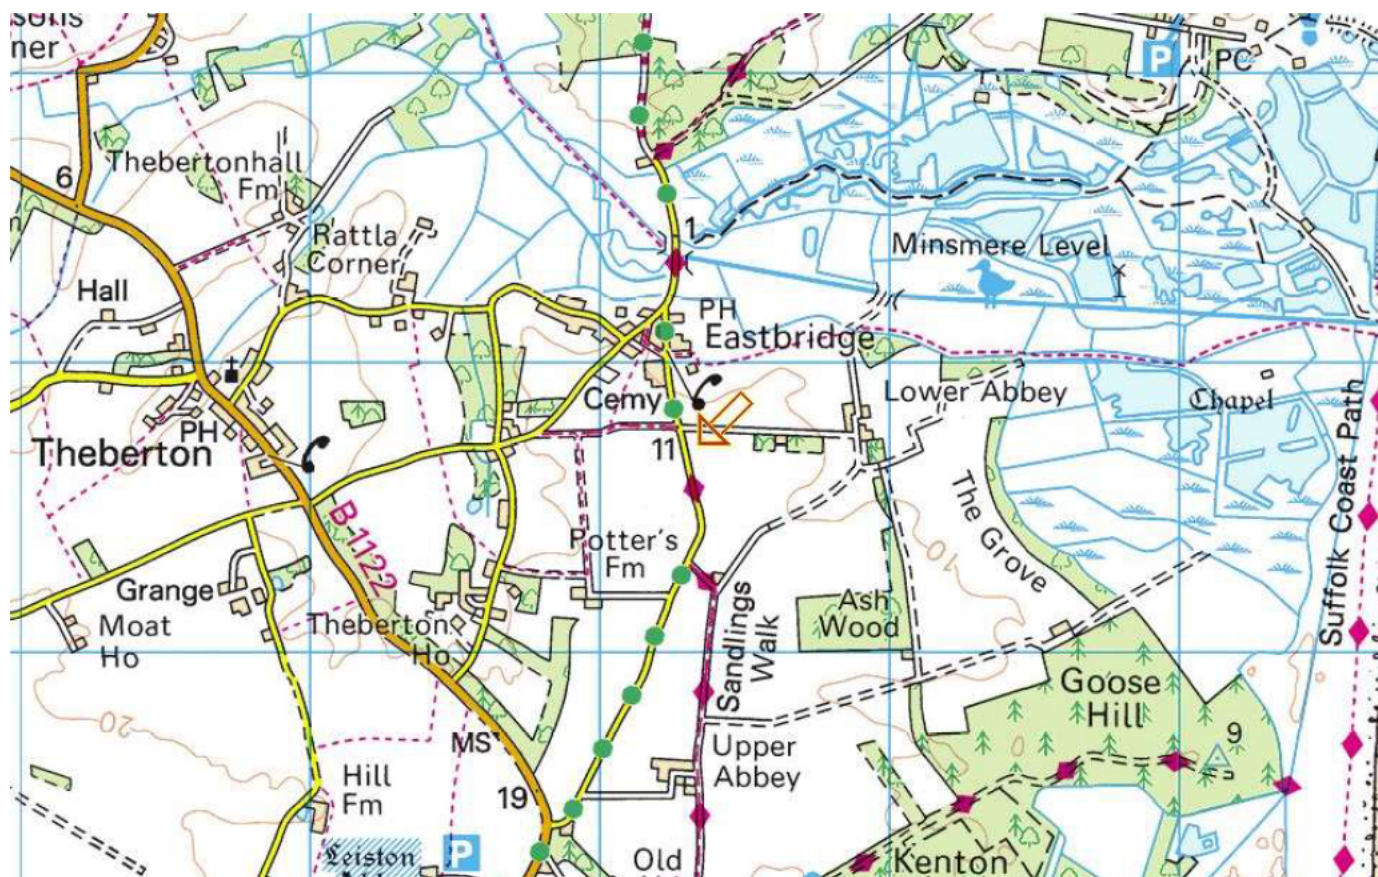 ner
PC
6
Thebertonhall
Fm
Rattla
Corner
1
Minsmere Level
Hall
PH
Eastbridge
Lower Abbey
Chapel
Cemy
PH
Theberton
11
Suffolk Coast Path
The Grove
10
B 1122
Potter's
Fm
Grange
Moat
Ho
Theberton
Ho
Sandlings
Walk
Ash
Wood
Goose
Hill
20
MS
Upper
Abbey
9
Hill
Fm
19
P
P
Leiston
Old
Kenton